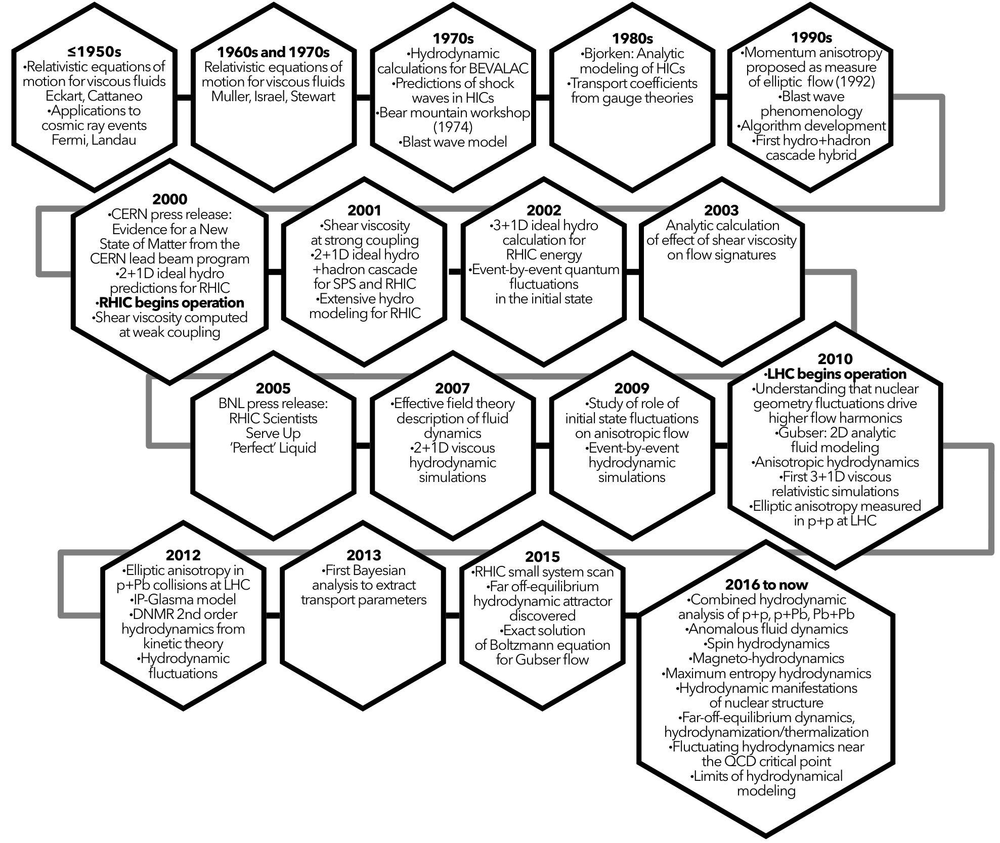 ≤1950s
•Relativistic equations of
motion for viscous fluids
Eckart, Cattaneo
•Applications to
cosmic ray events
Fermi, Landau
1960s and 1970s
Relativistic equations of
motion for viscous fluids
Muller, Israel, Stewart
1970s
•Hydrodynamic
calculations for BEVALAC
•Predictions of shock
waves in HICs
•Bear mountain workshop
(1974)
•Blast wave model
1980s
•Bjorken: Analytic
modeling of HICs
•Transport coefficients
from gauge theories
1990s
•Momentum anisotropy
proposed as measure
of elliptic flow (1992)
•Blast wave
phenomenology
•Algorithm development
•First hydro+hadron
cascade hybrid
2000
•CERN press release:
Evidence for a New
State of Matter from the
CERN lead beam program
•2+1D ideal hydro
predictions for RHIC
•RHIC begins operation
•Shear viscosity computed
at weak coupling
2001
•Shear viscosity
at strong coupling
•2+1D ideal hydro
+hadron cascade
for SPS and RHIC
•Extensive hydro
modeling for RHIC
2002
•3+1D ideal hydro
calculation for
RHIC energy
•Event-by-event quantum
fluctuations
in the initial state
2003
Analytic calculation
of effect of shear viscosity
on flow signatures
2005
BNL press release:
RHIC Scientists
Serve Up
'Perfect' Liquid
2007
•Effective field theory
description of fluid
dynamics
•2+1D viscous
hydrodynamic
simulations
2009
•Study of role of
initial state fluctuations
on anisotropic flow
•Event-by-event
hydrodynamic
simulations
2010
•LHC begins operation
•Understanding that nuclear
geometry fluctuations drive
higher flow harmonics
•Gubser: 2D analytic
fluid modeling
•Anisotropic hydrodynamics
•First 3+1D viscous
relativistic simulations
•Elliptic anisotropy measured
in p+p at LHC
2012
•Elliptic anisotropy in
p+Pb collisions at LHC
•IP-Glasma model
•DNMR 2nd order
hydrodynamics from
kinetic theory
•Hydrodynamic
fluctuations
2013
•First Bayesian
analysis to extract
transport parameters
2015
•RHIC small system scan
•Far off-equilibrium
hydrodynamic attractor
discovered
•Exact solution
of Boltzmann equation
for Gubser flow
2016 to now
•Combined hydrodynamic
analysis of p+p, p+Pb, Pb+Pb
•Anomalous fluid dynamics
•Spin hydrodynamics
•Magneto-hydrodynamics
•Maximum entropy hydrodynamics
•Hydrodynamic manifestations
of nuclear structure
•Far-off-equilibrium dynamics,
hydrodynamization/thermalization
•Fluctuating hydrodynamics near
the QCD critical point
•Limits of hydrodynamical
modeling